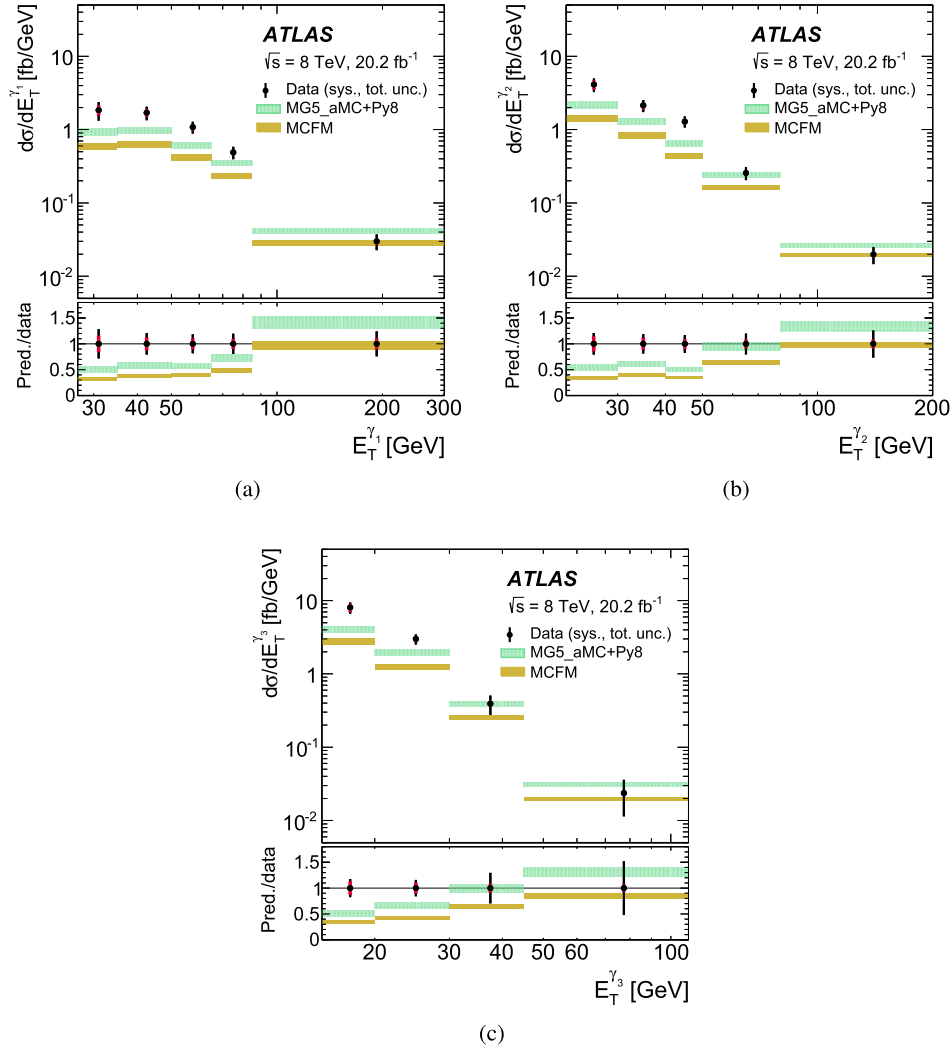 dσ/dE_T^γ₁ [fb/GeV]
10
1
10⁻¹
10⁻²
ATLAS
√s = 8 TeV, 20.2 fb⁻¹
Data (sys., tot. unc.)
MG5_aMC+Py8
MCFM
Pred./data
1.5
1
0.5
0
30 40 50 100 200 300
E_T^γ₁ [GeV]
(a)
dσ/dE_T^γ₂ [fb/GeV]
10
1
10⁻¹
10⁻²
ATLAS
√s = 8 TeV, 20.2 fb⁻¹
Data (sys., tot. unc.)
MG5_aMC+Py8
MCFM
Pred./data
1.5
1
0.5
0
30 40 50 100 200
E_T^γ₂ [GeV]
(b)
dσ/dE_T^γ₃ [fb/GeV]
10
1
10⁻¹
10⁻²
ATLAS
√s = 8 TeV, 20.2 fb⁻¹
Data (sys., tot. unc.)
MG5_aMC+Py8
MCFM
Pred./data
1.5
1
0.5
0
20 30 40 50 60 100
E_T^γ₃ [GeV]
(c)